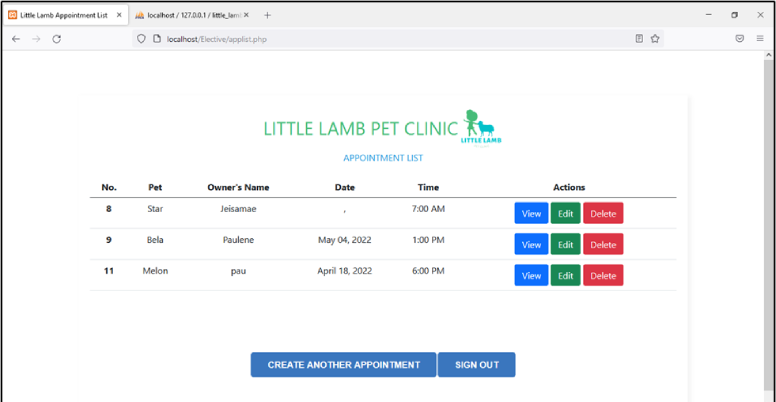 Little Lamb Appointment List
localhost / 127.0.0.1 / little_lamb
localhost/Elective/applist.php
LITTLE LAMB PET CLINIC
LITTLE LAMB
APPOINTMENT LIST
No. Pet Owner's Name Date Time Actions
8 Star Jeisamae , 7:00 AM View Edit Delete
9 Bela Paulene May 04, 2022 1:00 PM View Edit Delete
11 Melon pau April 18, 2022 6:00 PM View Edit Delete
CREATE ANOTHER APPOINTMENT SIGN OUT